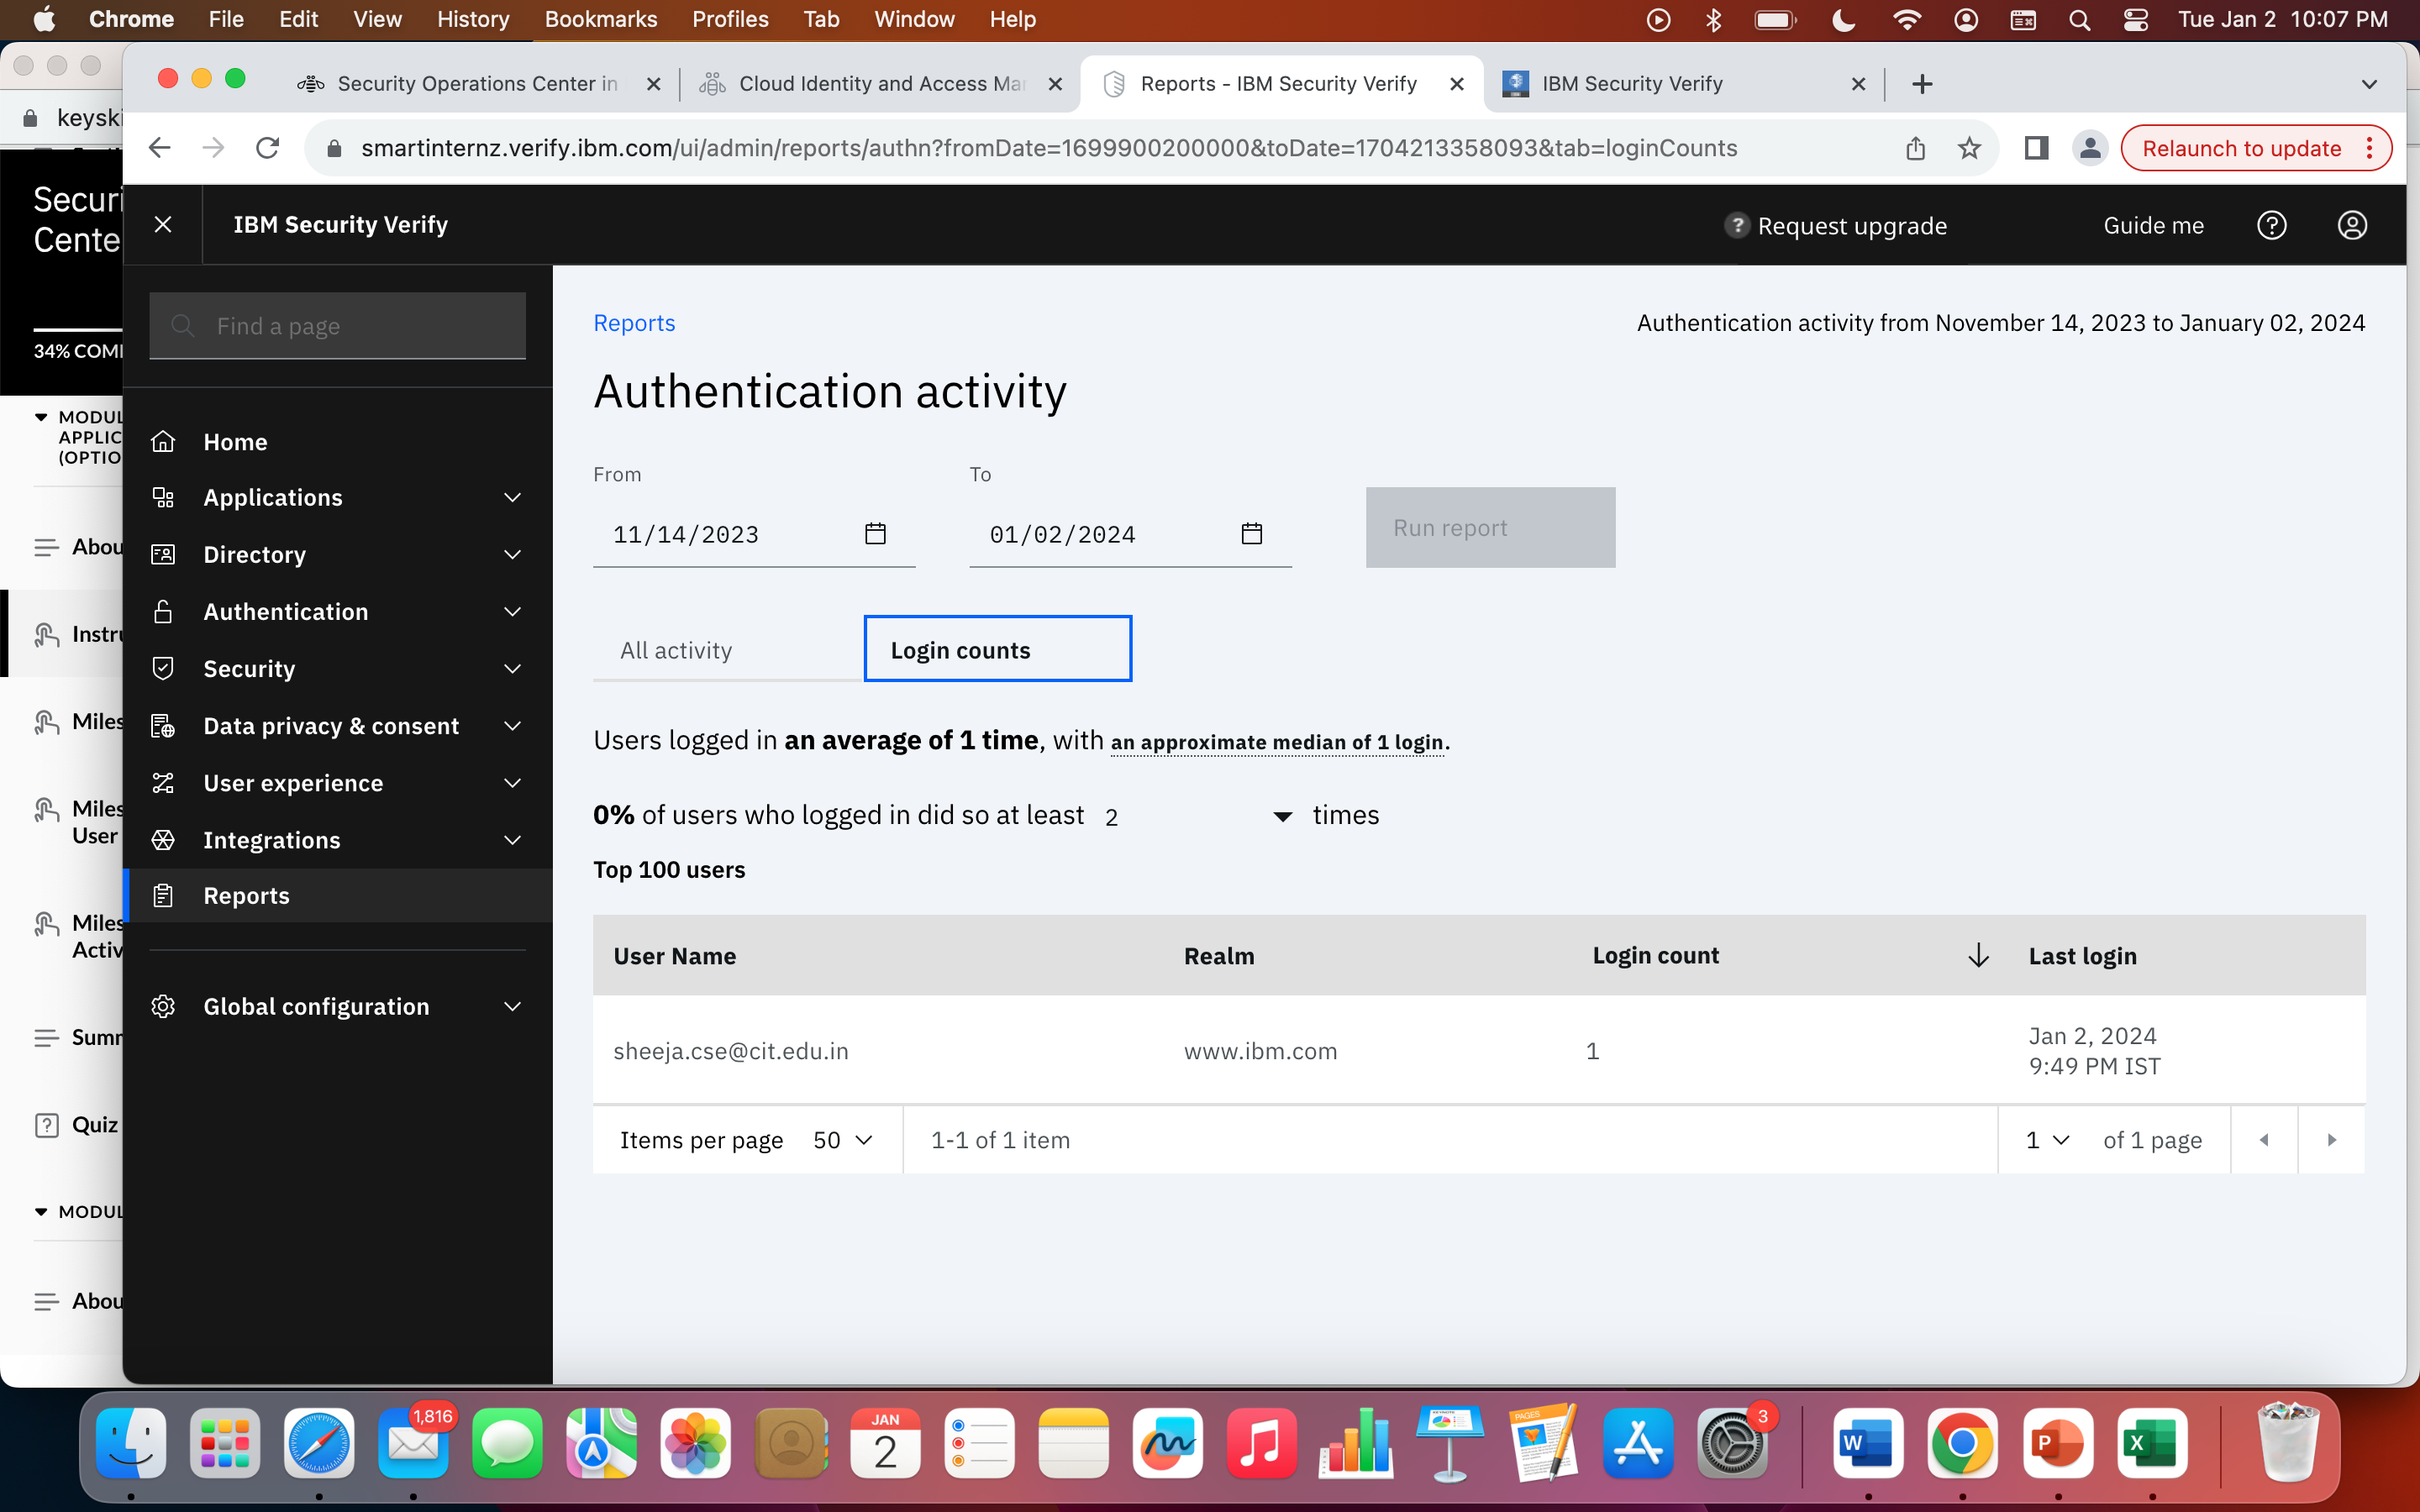 Chrome File Edit View History Bookmarks Profiles Tab Window Help Tue Jan 2 10:07 PM
Security Operations Center in
Cloud Identity and Access Ma
Reports - IBM Security Verify
IBM Security Verify
keyski
smartinternz.verify.ibm.com/ui/admin/reports/authn?fromDate=1699900200000&toDate=1704213358093&tab=loginCounts
Relaunch to update
Securi
Cente
34% COM
MODUL
APPLIC
(OPTIO
Abou
Instru
Miles
Miles
User
Miles
Activ
Summ
Quiz
MODUL
Abou
IBM Security Verify
Request upgrade
Guide me
Find a page
Home
Applications
Directory
Authentication
Security
Data privacy & consent
User experience
Integrations
Reports
Global configuration
Reports
Authentication activity from November 14, 2023 to January 02, 2024
Authentication activity
From To
11/14/2023 01/02/2024 Run report
All activity Login counts
Users logged in an average of 1 time, with an approximate median of 1 login.
0% of users who logged in did so at least 2 times
Top 100 users
User Name Realm Login count Last login
sheeja.cse@cit.edu.in www.ibm.com 1 Jan 2, 2024
9:49 PM IST
Items per page 50 1-1 of 1 item 1 of 1 page
1,816
JAN
2
PAGES
3
W
P
X